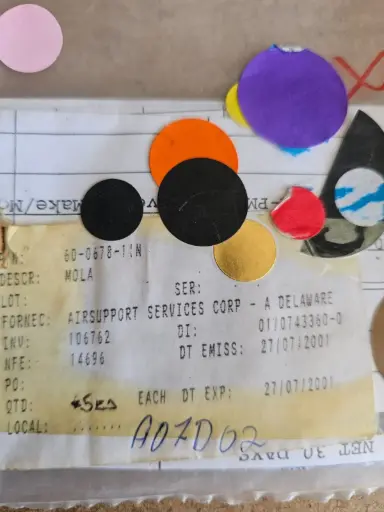 60-0678-1
DESCR: MOLA
LOT: SER:
FORNEC: AIRSUPPORT SERVICES CORP - A DELAWARE
INV: 106762 DI: 01/0743360-0
NFE: 14696 DT EMISS: 27/07/2001
PO:
QTD: EACH DT EXP: 27/07/2001
LOCAL: .......
A07D02
NET 30 DAYS